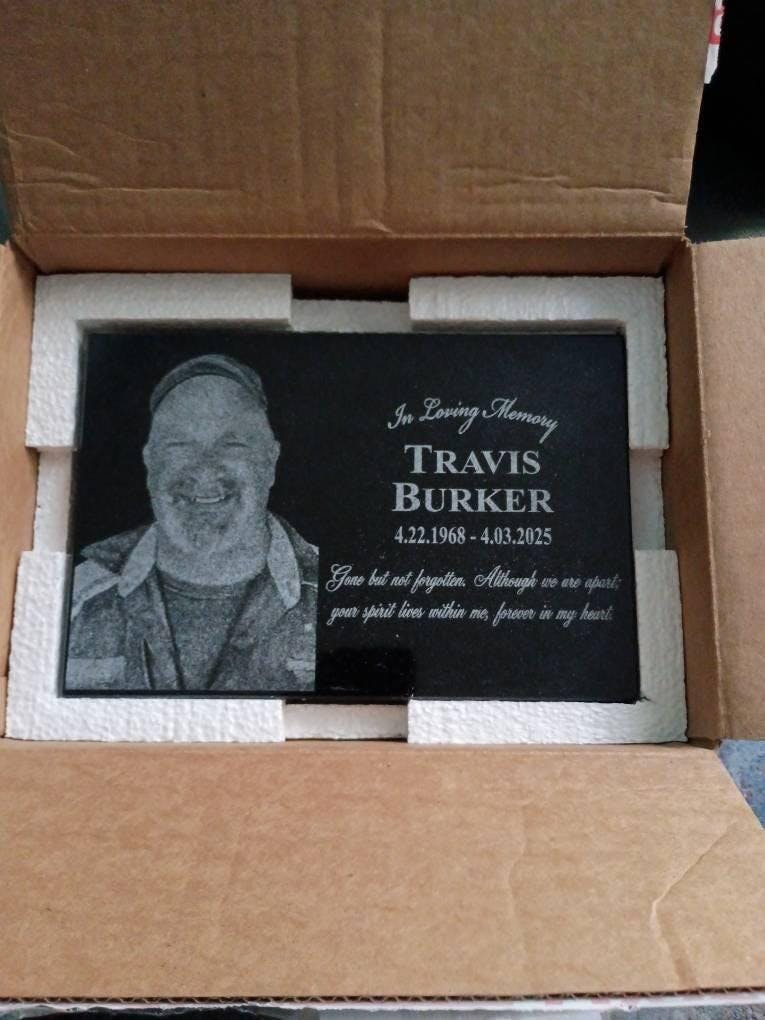 In Loving Memory
TRAVIS
BURKER
4.22.1968 - 4.03.2025
Gone but not forgotten. Although we are apart,
your spirit lives within me, forever in my heart.